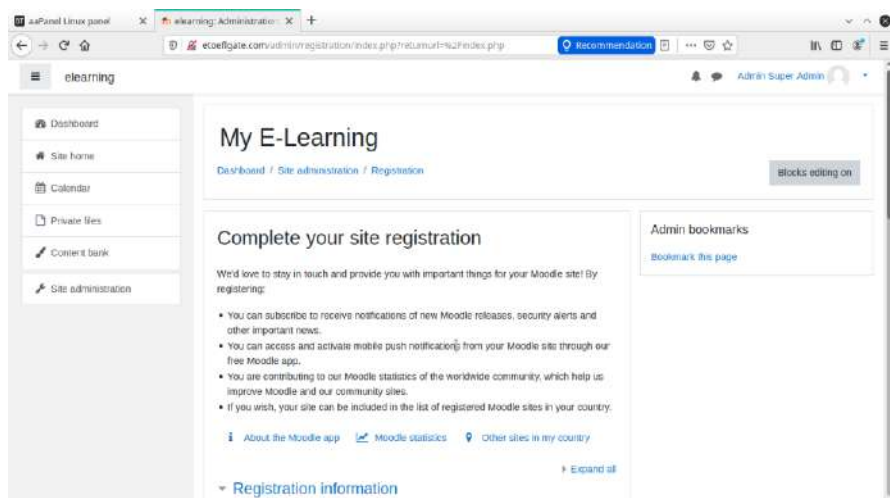 aaPanel Linux panel
elearning: Administration
etoeflgate.com/admin/registration/index.php?returnurl=%2Findex.php
Recommendation
elearning
Admin Super Admin
Dashboard
Site home
Calendar
Private files
Content bank
Site administration
My E-Learning
Dashboard / Site administration / Registration
Blocks editing on
Complete your site registration
We'd love to stay in touch and provide you with important things for your Moodle site! By
registering:
• You can subscribe to receive notifications of new Moodle releases, security alerts and
other important news.
• You can access and activate mobile push notifications from your Moodle site through our
free Moodle app.
• You are contributing to our Moodle statistics of the worldwide community, which help us
improve Moodle and our community sites.
• If you wish, your site can be included in the list of registered Moodle sites in your country.
About the Moodle app Moodle statistics Other sites in my country
Expand all
Registration information
Admin bookmarks
Bookmark this page